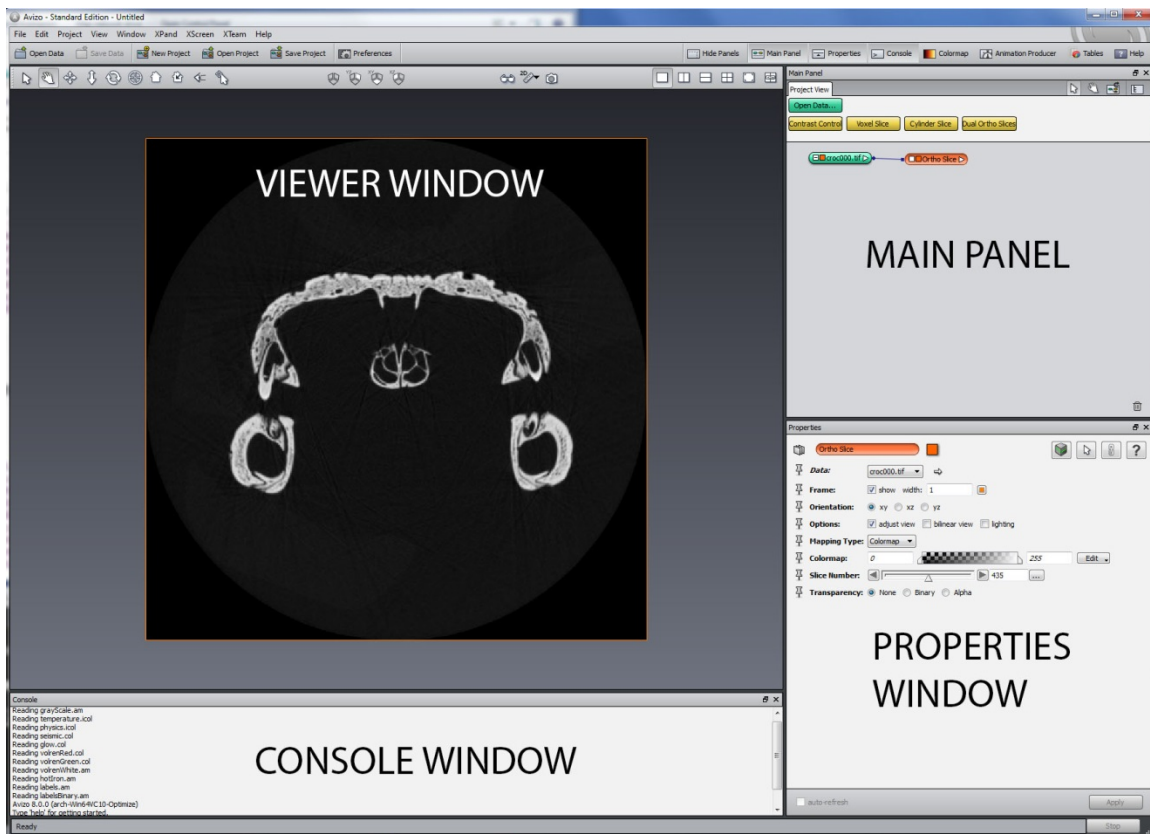 Avizo - Standard Edition - Untitled
File Edit Project View Window XPand XScreen XTeam Help
Open Data Save Data New Project Open Project Save Project Preferences Hide Panels Main Panel Properties Console Colormap Animation Producer Tables Help
2D
Main Panel
Project View
Open Data...
Contrast Control Voxel Slice Cylinder Slice Dual Ortho Slices
croc000.tif Ortho Slice
VIEWER WINDOW
MAIN PANEL
Properties
Ortho Slice
?
Data: croc000.tif
Frame: show width: 1
Orientation: xy xz yz
Options: adjust view bilinear view lighting
Mapping Type: Colormap
Colormap: 0 255 Edit
Slice Number: 435 ...
Transparency: None Binary Alpha
PROPERTIES
WINDOW
auto-refresh Apply
Console
Reading grayScale.am
Reading temperature.icol
Reading physics.icol
Reading seismic.col
Reading glow.col
Reading volrenRed.col
Reading volrenGreen.col
Reading volrenWhite.am
Reading hotIron.am
Reading labels.am
Reading labelsBinary.am
Avizo 8.0.0 (arch-Win64VC10-Optimize)
Type 'help' for getting started.
CONSOLE WINDOW
Ready Stop